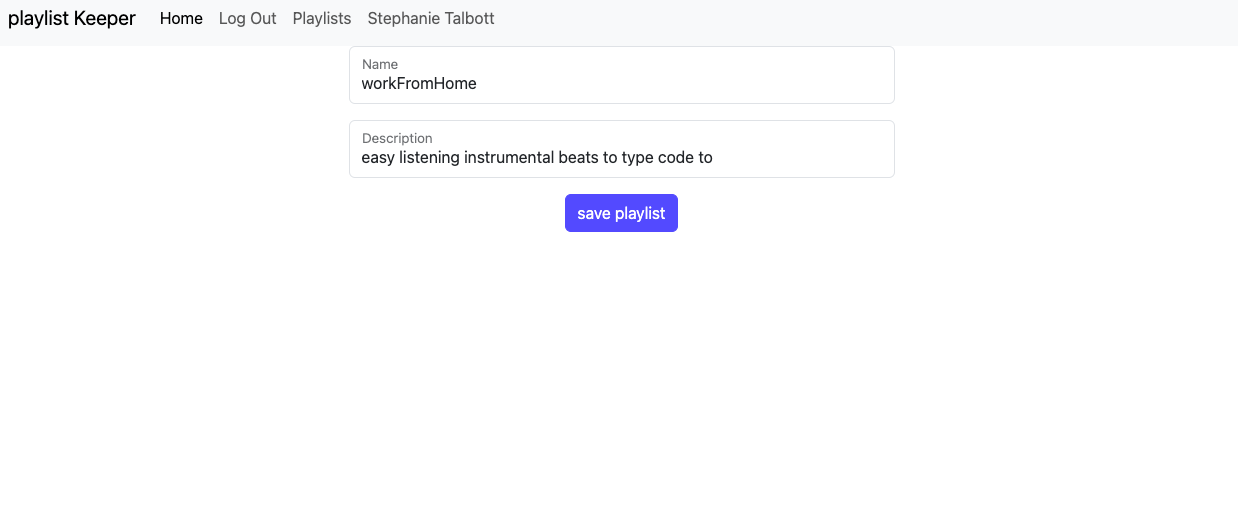 playlist Keeper Home Log Out Playlists Stephanie Talbott
Name
workFromHome
Description
easy listening instrumental beats to type code to
save playlist